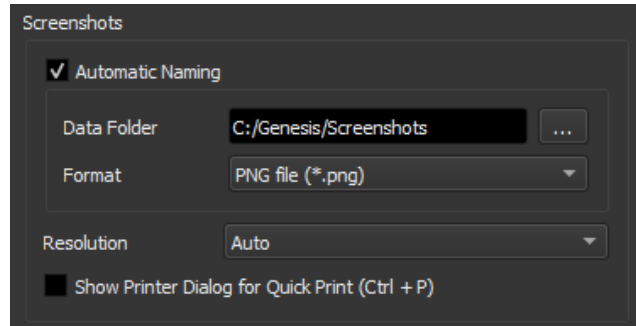 Screenshots
Automatic Naming
Data Folder C:/Genesis/Screenshots ...
Format PNG file (*.png)
Resolution Auto
Show Printer Dialog for Quick Print (Ctrl + P)